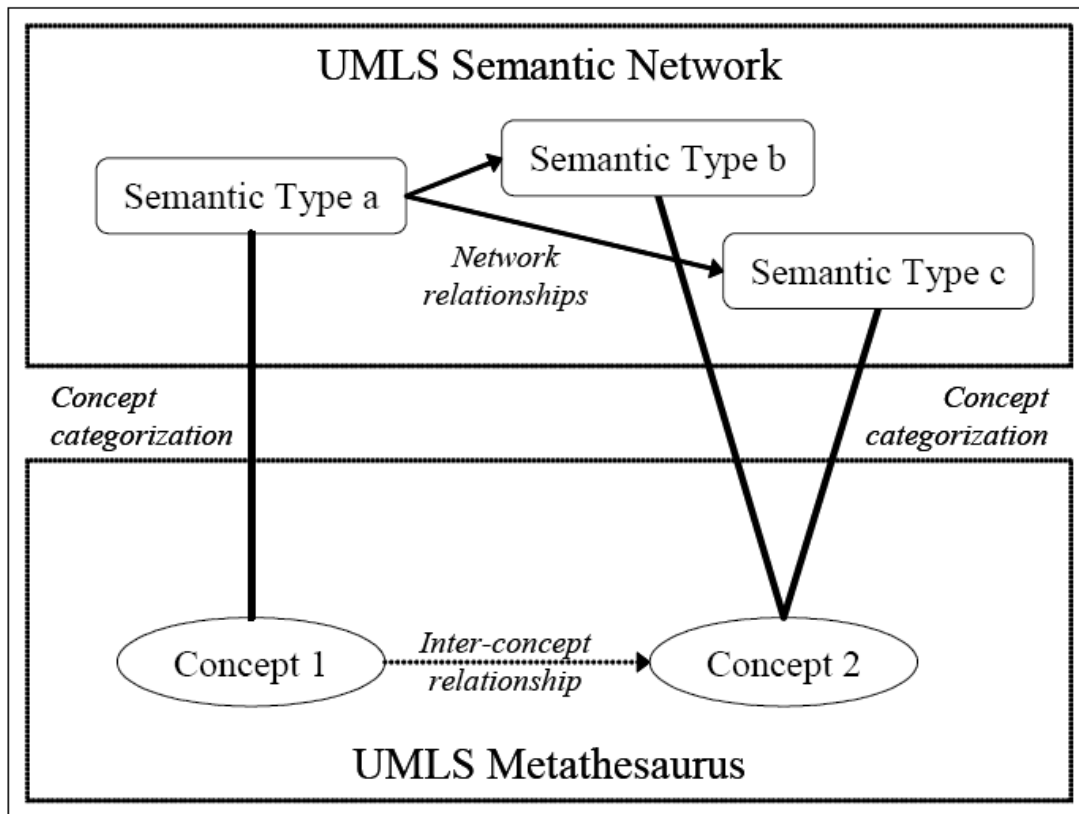 UMLS Semantic Network
Semantic Type b
Semantic Type a
Network
relationships
Semantic Type c
Concept
categorization
Concept
categorization
Concept 1
Inter-concept
relationship
Concept 2
UMLS Metathesaurus